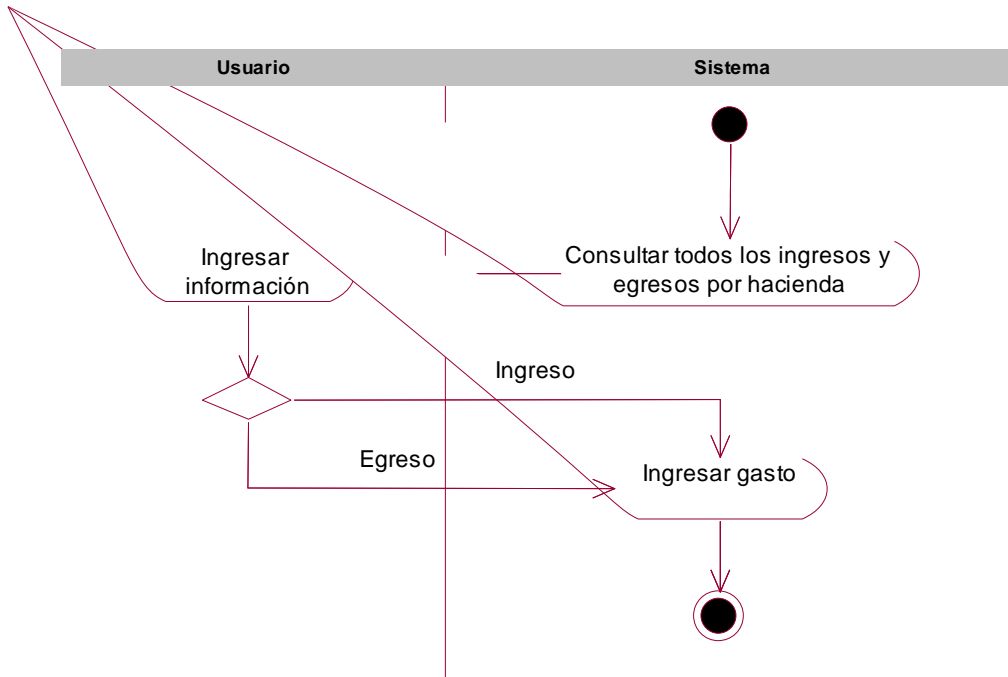 Usuario
Sistema
Ingresar
información
Consultar todos los ingresos y
egresos por hacienda
Ingreso
Egreso
Ingresar gasto